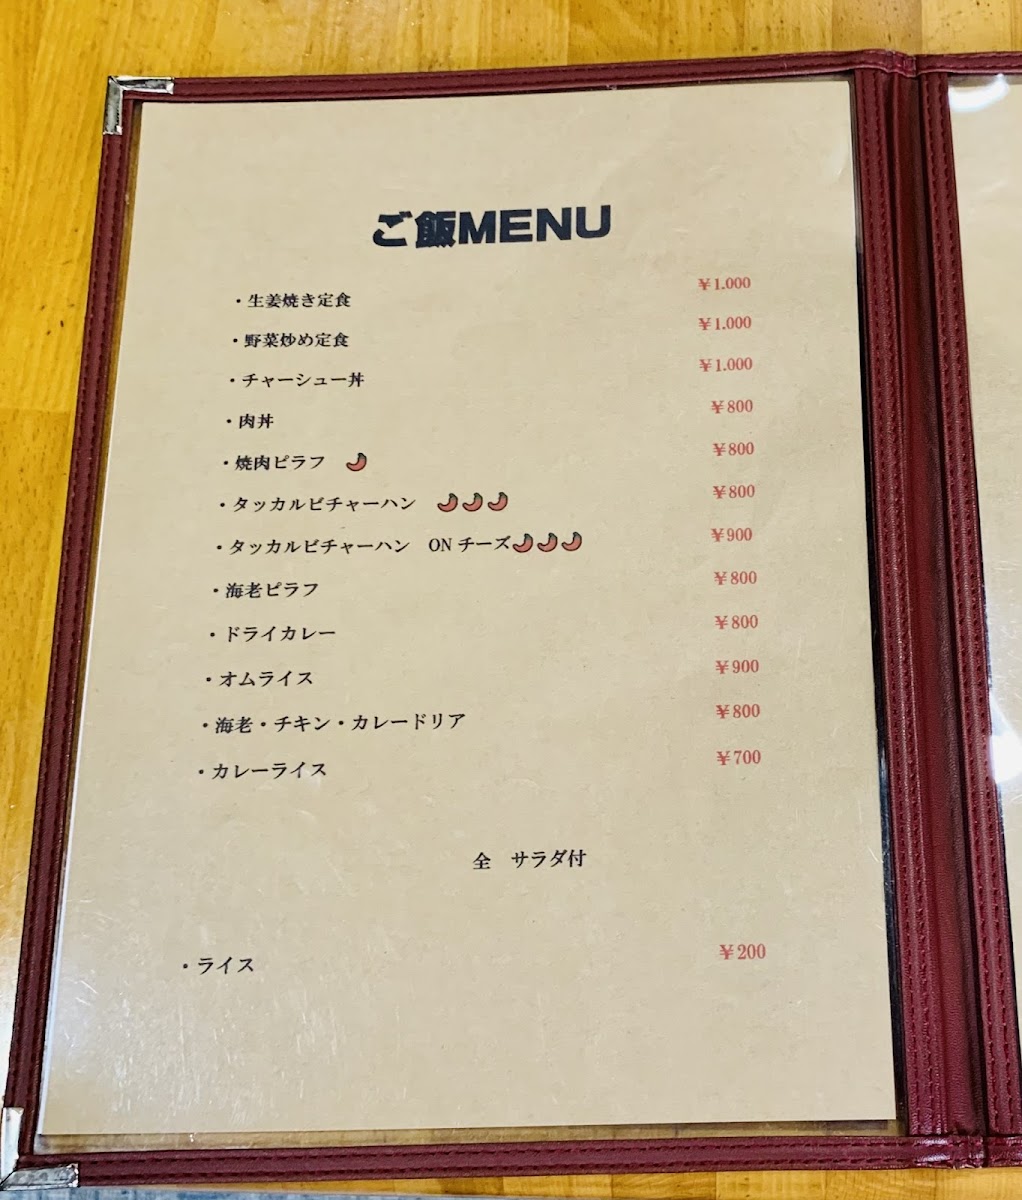 ご飯MENU
・生姜焼き定食 ￥1.000
・野菜炒め定食 ￥1.000
・チャーシュー丼 ￥1.000
・肉丼 ￥800
・焼肉ピラフ ￥800
・タッカルビチャーハン ￥800
・タッカルビチャーハン ON チーズ ￥900
・海老ピラフ ￥800
・ドライカレー ￥800
・オムライス ￥900
・海老・チキン・カレードリア ￥800
・カレーライス ￥700
全 サラダ付
・ライス ￥200